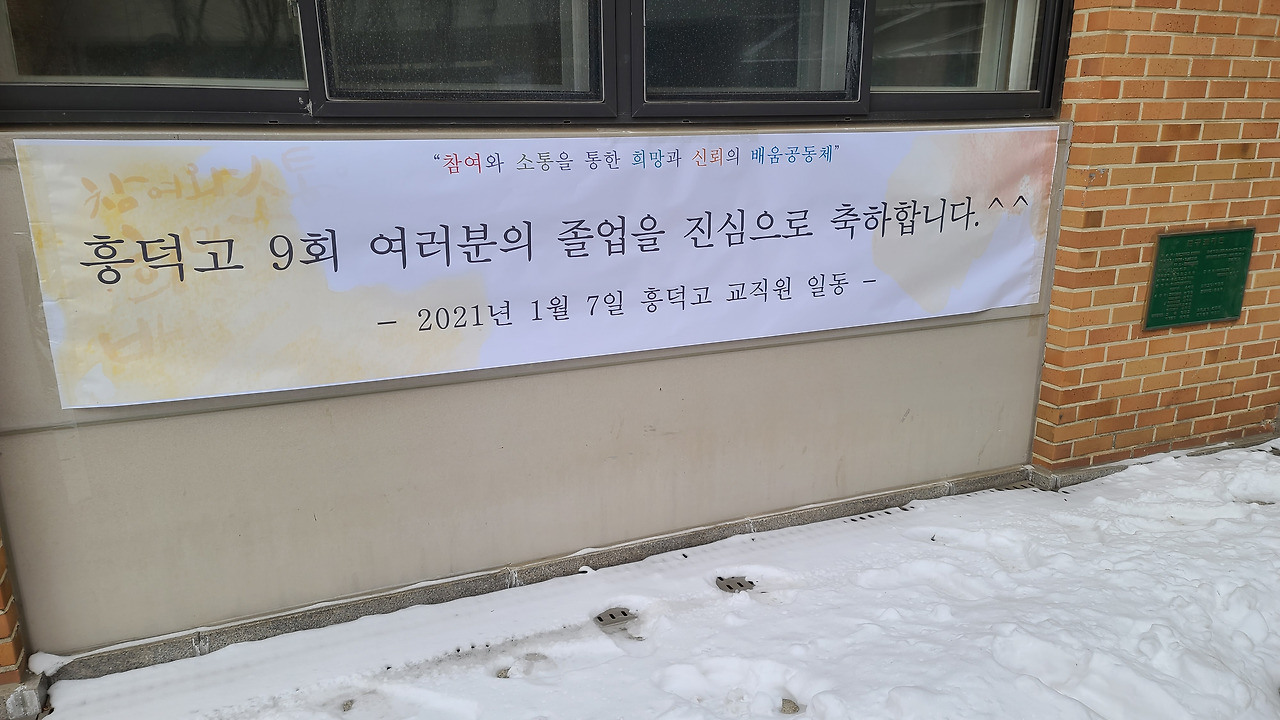 “참여와 소통을 통한 희망과 신뢰의 배움공동체”
흥덕고 9회 여러분의 졸업을 진심으로 축하합니다.^^
- 2021년 1월 7일 흥덕고 교직원 일동 -